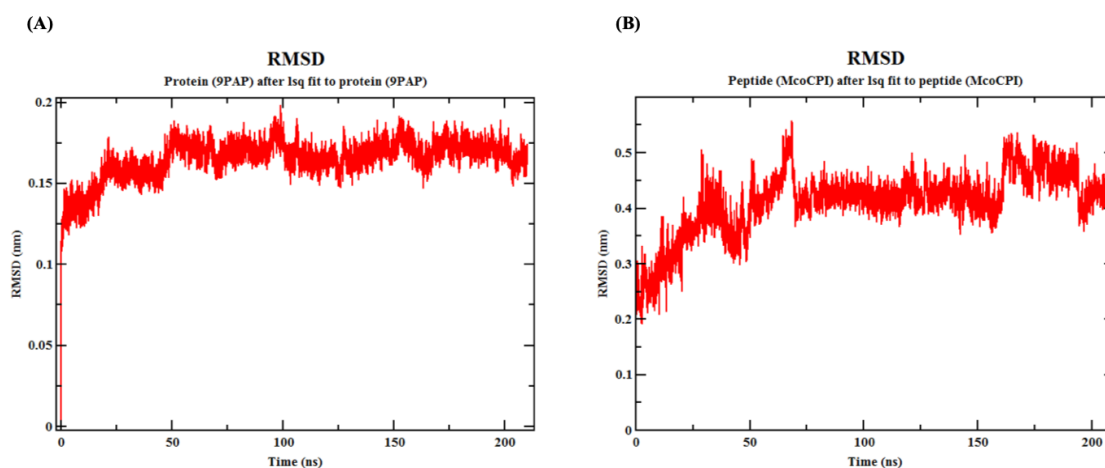 (A)
RMSD
Protein (9PAP) after lsq fit to protein (9PAP)
RMSD (nm)
0.2
0.15
0.1
0.05
0
0 50 100 150 200
Time (ns)
(B)
RMSD
Peptide (McoCPI) after lsq fit to peptide (McoCPI)
RMSD (nm)
0.5
0.4
0.3
0.2
0.1
0
0 50 100 150 200
Time (ns)